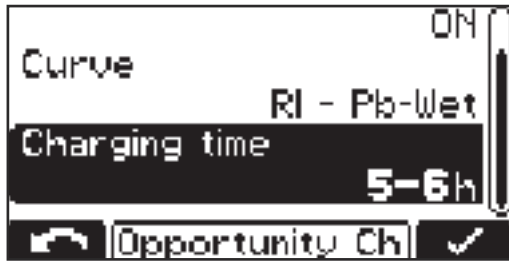 ON
Curve
RI - Pb-Wet
Charging time
5-6h
Opportunity Ch